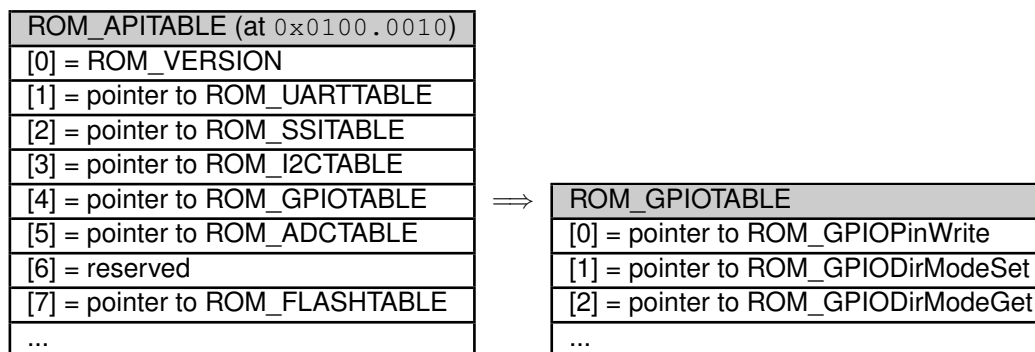 ROM_APITABLE (at 0x0100.0010)
[0] = ROM_VERSION
[1] = pointer to ROM_UARTTABLE
[2] = pointer to ROM_SSITABLE
[3] = pointer to ROM_I2CTABLE
[4] = pointer to ROM_GPIOTABLE
[5] = pointer to ROM_ADCTABLE
[6] = reserved
[7] = pointer to ROM_FLASHTABLE
...
⟹
ROM_GPIOTABLE
[0] = pointer to ROM_GPIOPinWrite
[1] = pointer to ROM_GPIODirModeSet
[2] = pointer to ROM_GPIODirModeGet
...